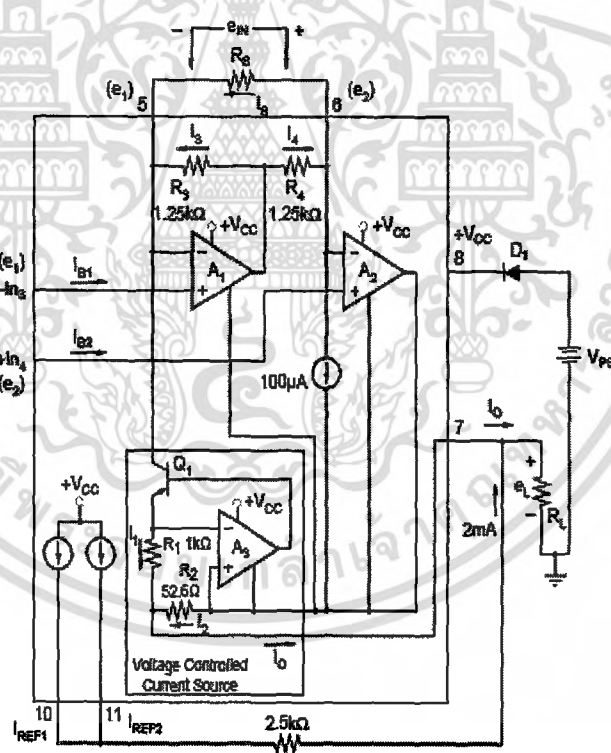 − e_IN +
R_S
(e_1) 5
I_S
6 (e_2)
I_3
I_4
R_3
R_4
1.25kΩ
1.25kΩ
+V_CC
+V_CC
8
+V_CC
D_1
(e_1)
-In_3
I_B1
A_1
A_2
I_B2
+In_4
(e_2)
100μA
V_PS
7
I_O
Q_1
+V_CC
+V_CC
e_L
+
−
R_L
2mA
I_1
R_1 1kΩ
A_3
R_2
52.6Ω
I_2
I_O
Voltage Controlled
Current Source
10
11
I_REF1
I_REF2
2.5kΩ